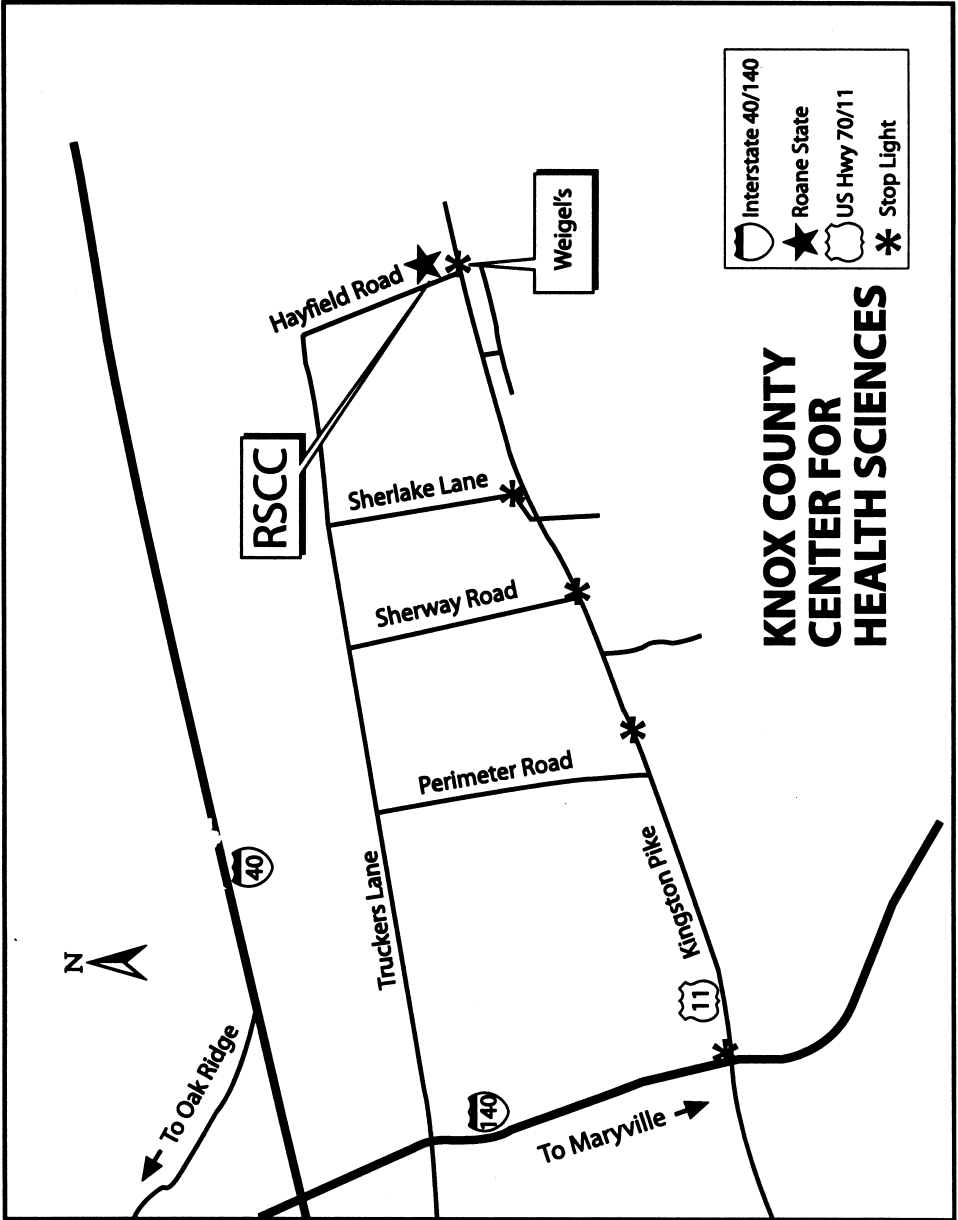 N
To Oak Ridge
40
Truckers Lane
140
To Maryville
11
Kingston Pike
Perimeter Road
Sherway Road
Sherlake Lane
RSCC
Hayfield Road
Weigel's
KNOX COUNTY
CENTER FOR
HEALTH SCIENCES
Interstate 40/140
Roane State
US Hwy 70/11
Stop Light